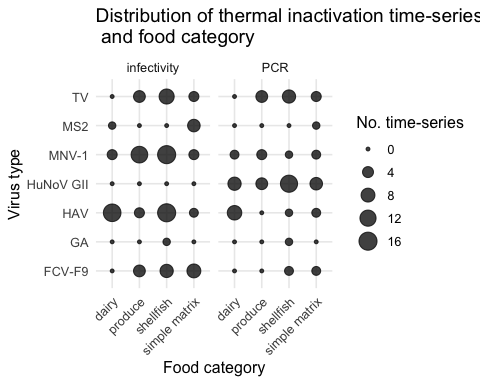 Distribution of thermal inactivation time-series
and food category
infectivity
PCR
TV
MS2
MNV-1
HuNoV GII
HAV
GA
FCV-F9
Virus type
dairy
produce
shellfish
simple matrix
dairy
produce
shellfish
simple matrix
Food category
No. time-series
0
4
8
12
16